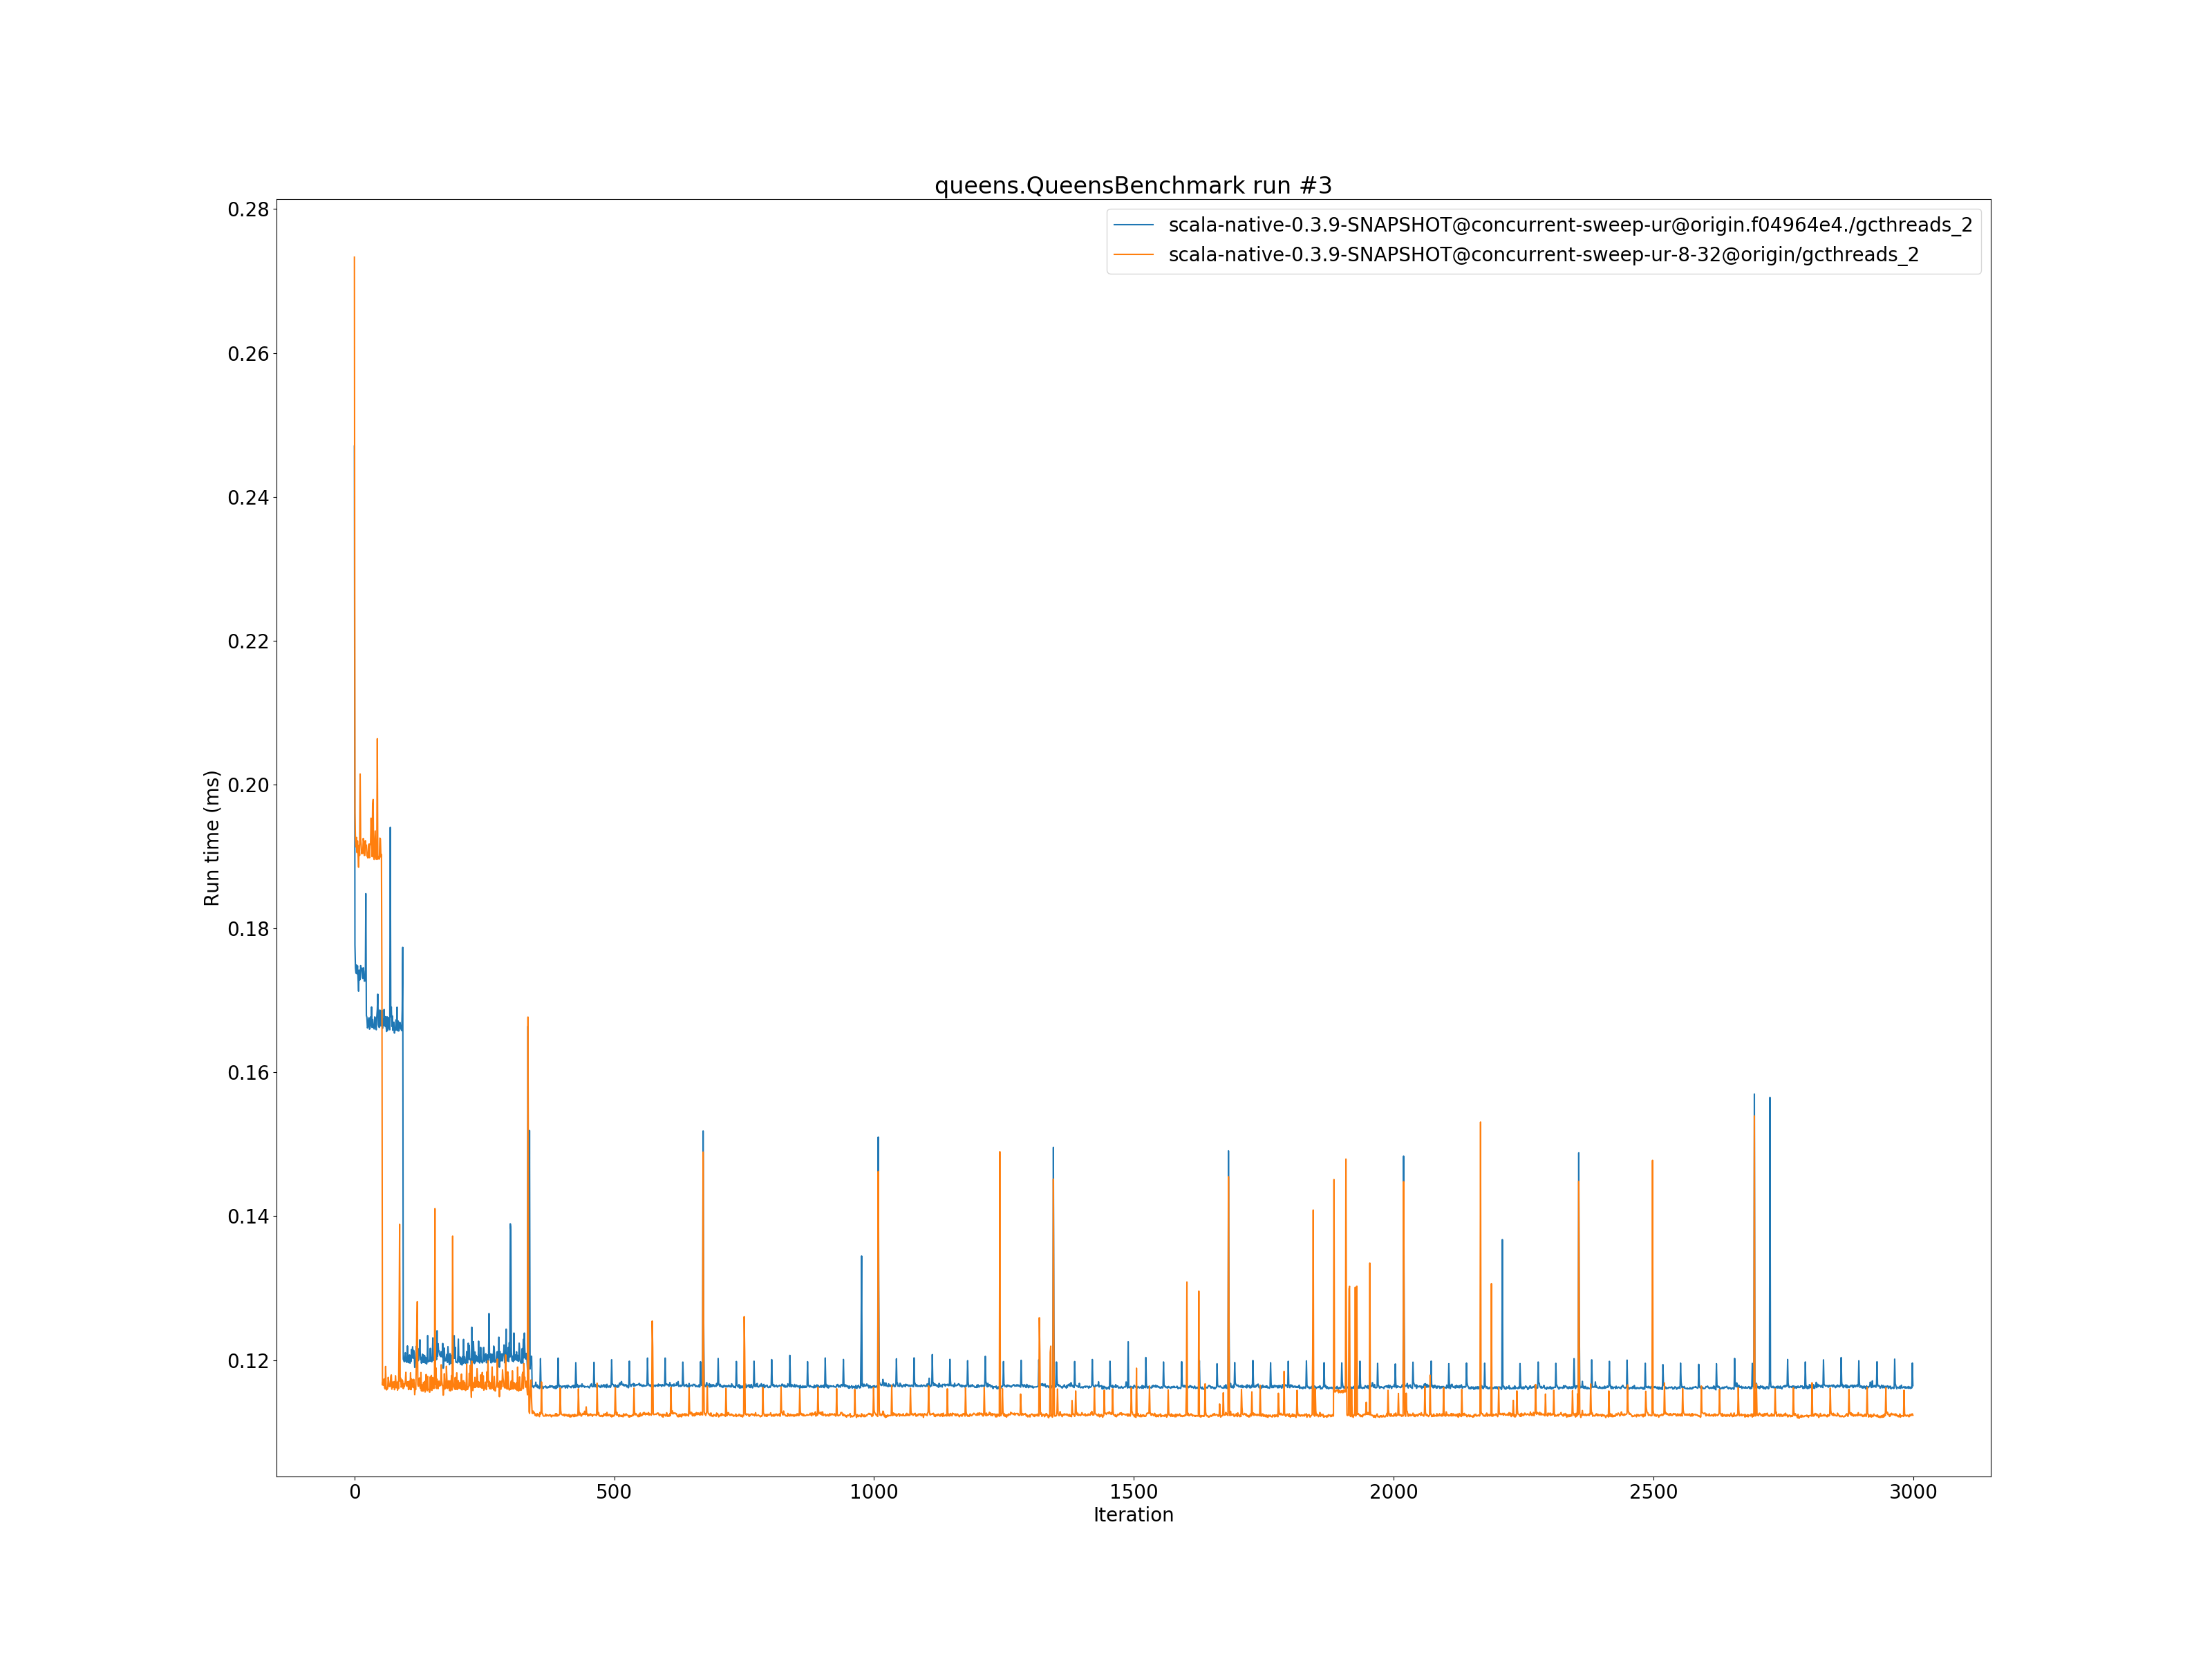 queens.QueensBenchmark run #3
scala-native-0.3.9-SNAPSHOT@concurrent-sweep-ur@origin.f04964e4./gcthreads_2
scala-native-0.3.9-SNAPSHOT@concurrent-sweep-ur-8-32@origin/gcthreads_2
Run time (ms)
0.28
0.26
0.24
0.22
0.20
0.18
0.16
0.14
0.12
0 500 1000 1500 2000 2500 3000
Iteration